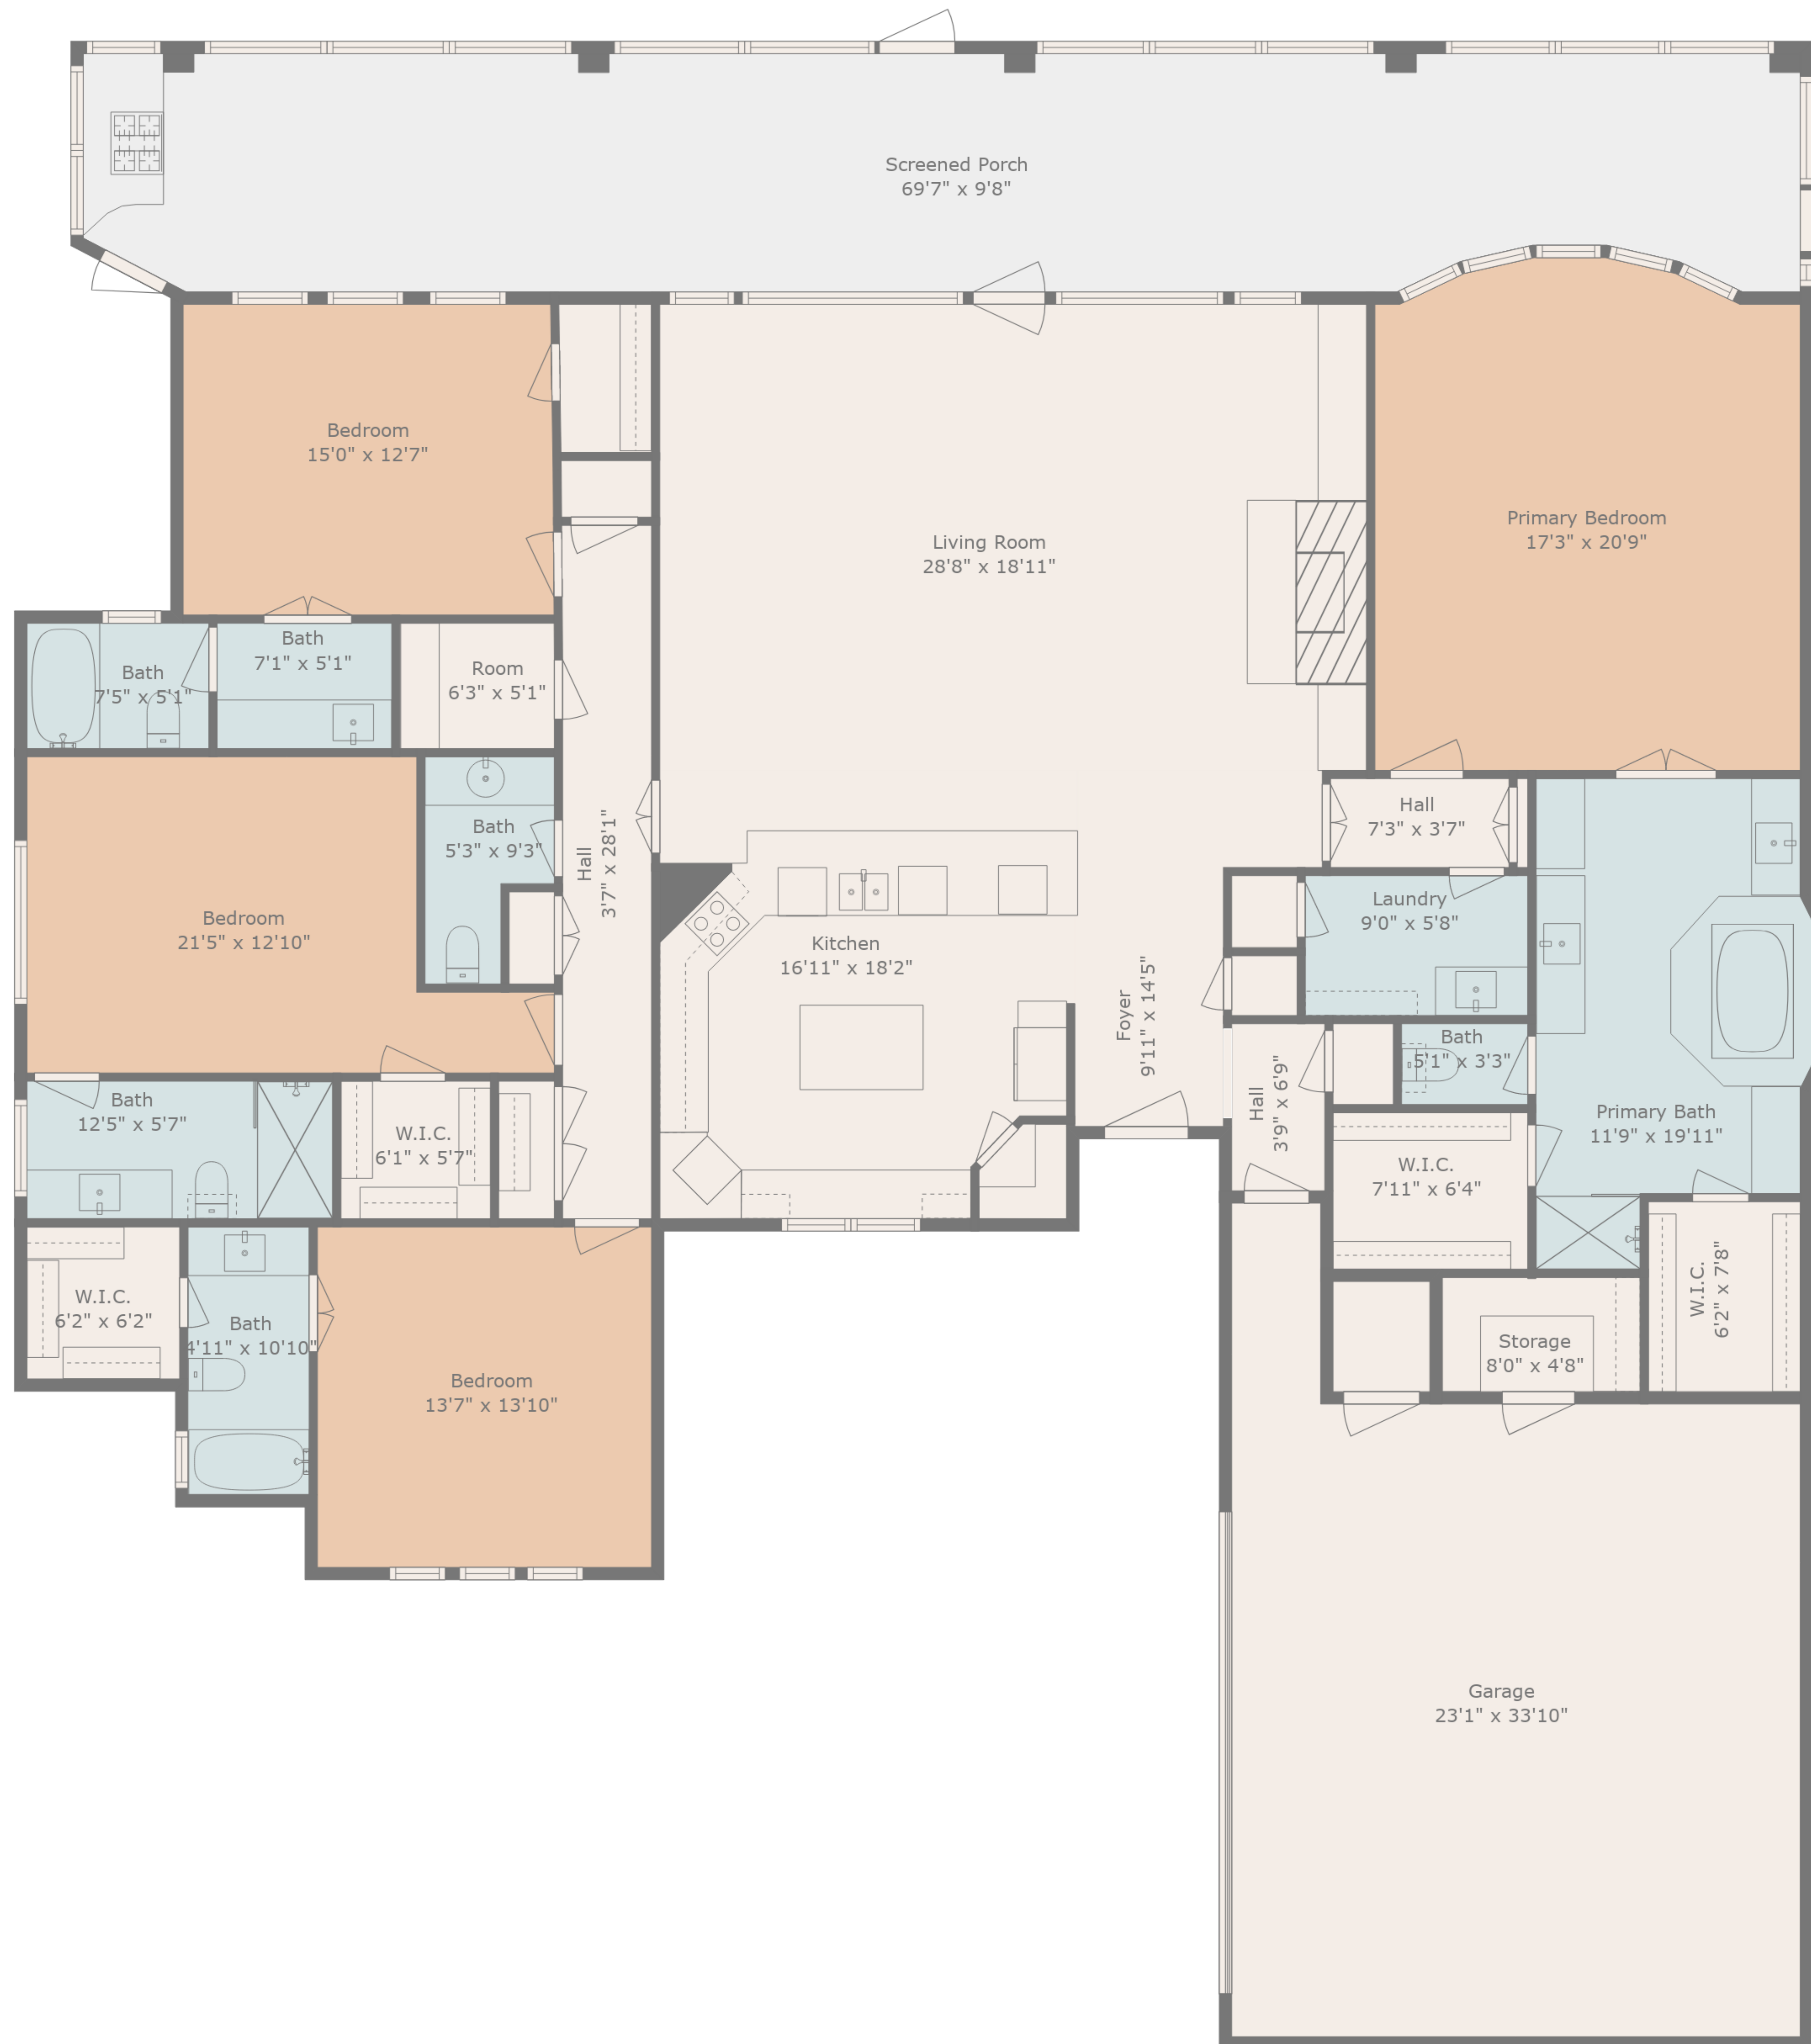 Screened Porch
69'7" x 9'8"
Bedroom
15'0" x 12'7"
Living Room
28'8" x 18'11"
Primary Bedroom
17'3" x 20'9"
Bath
7'5" x 5'1"
Bath
7'1" x 5'1"
Room
6'3" x 5'1"
Hall
3'7" x 28'1"
Bath
5'3" x 9'3"
Hall
7'3" x 3'7"
Bedroom
21'5" x 12'10"
Kitchen
16'11" x 18'2"
Laundry
9'0" x 5'8"
Foyer
9'11" x 14'5"
Bath
5'1" x 3'3"
Hall
3'9" x 6'9"
Primary Bath
11'9" x 19'11"
Bath
12'5" x 5'7"
W.I.C.
6'1" x 5'7"
W.I.C.
7'11" x 6'4"
W.I.C.
6'2" x 6'2"
Bath
4'11" x 10'10"
W.I.C.
6'2" x 7'8"
Storage
8'0" x 4'8"
Bedroom
13'7" x 13'10"
Garage
23'1" x 33'10"